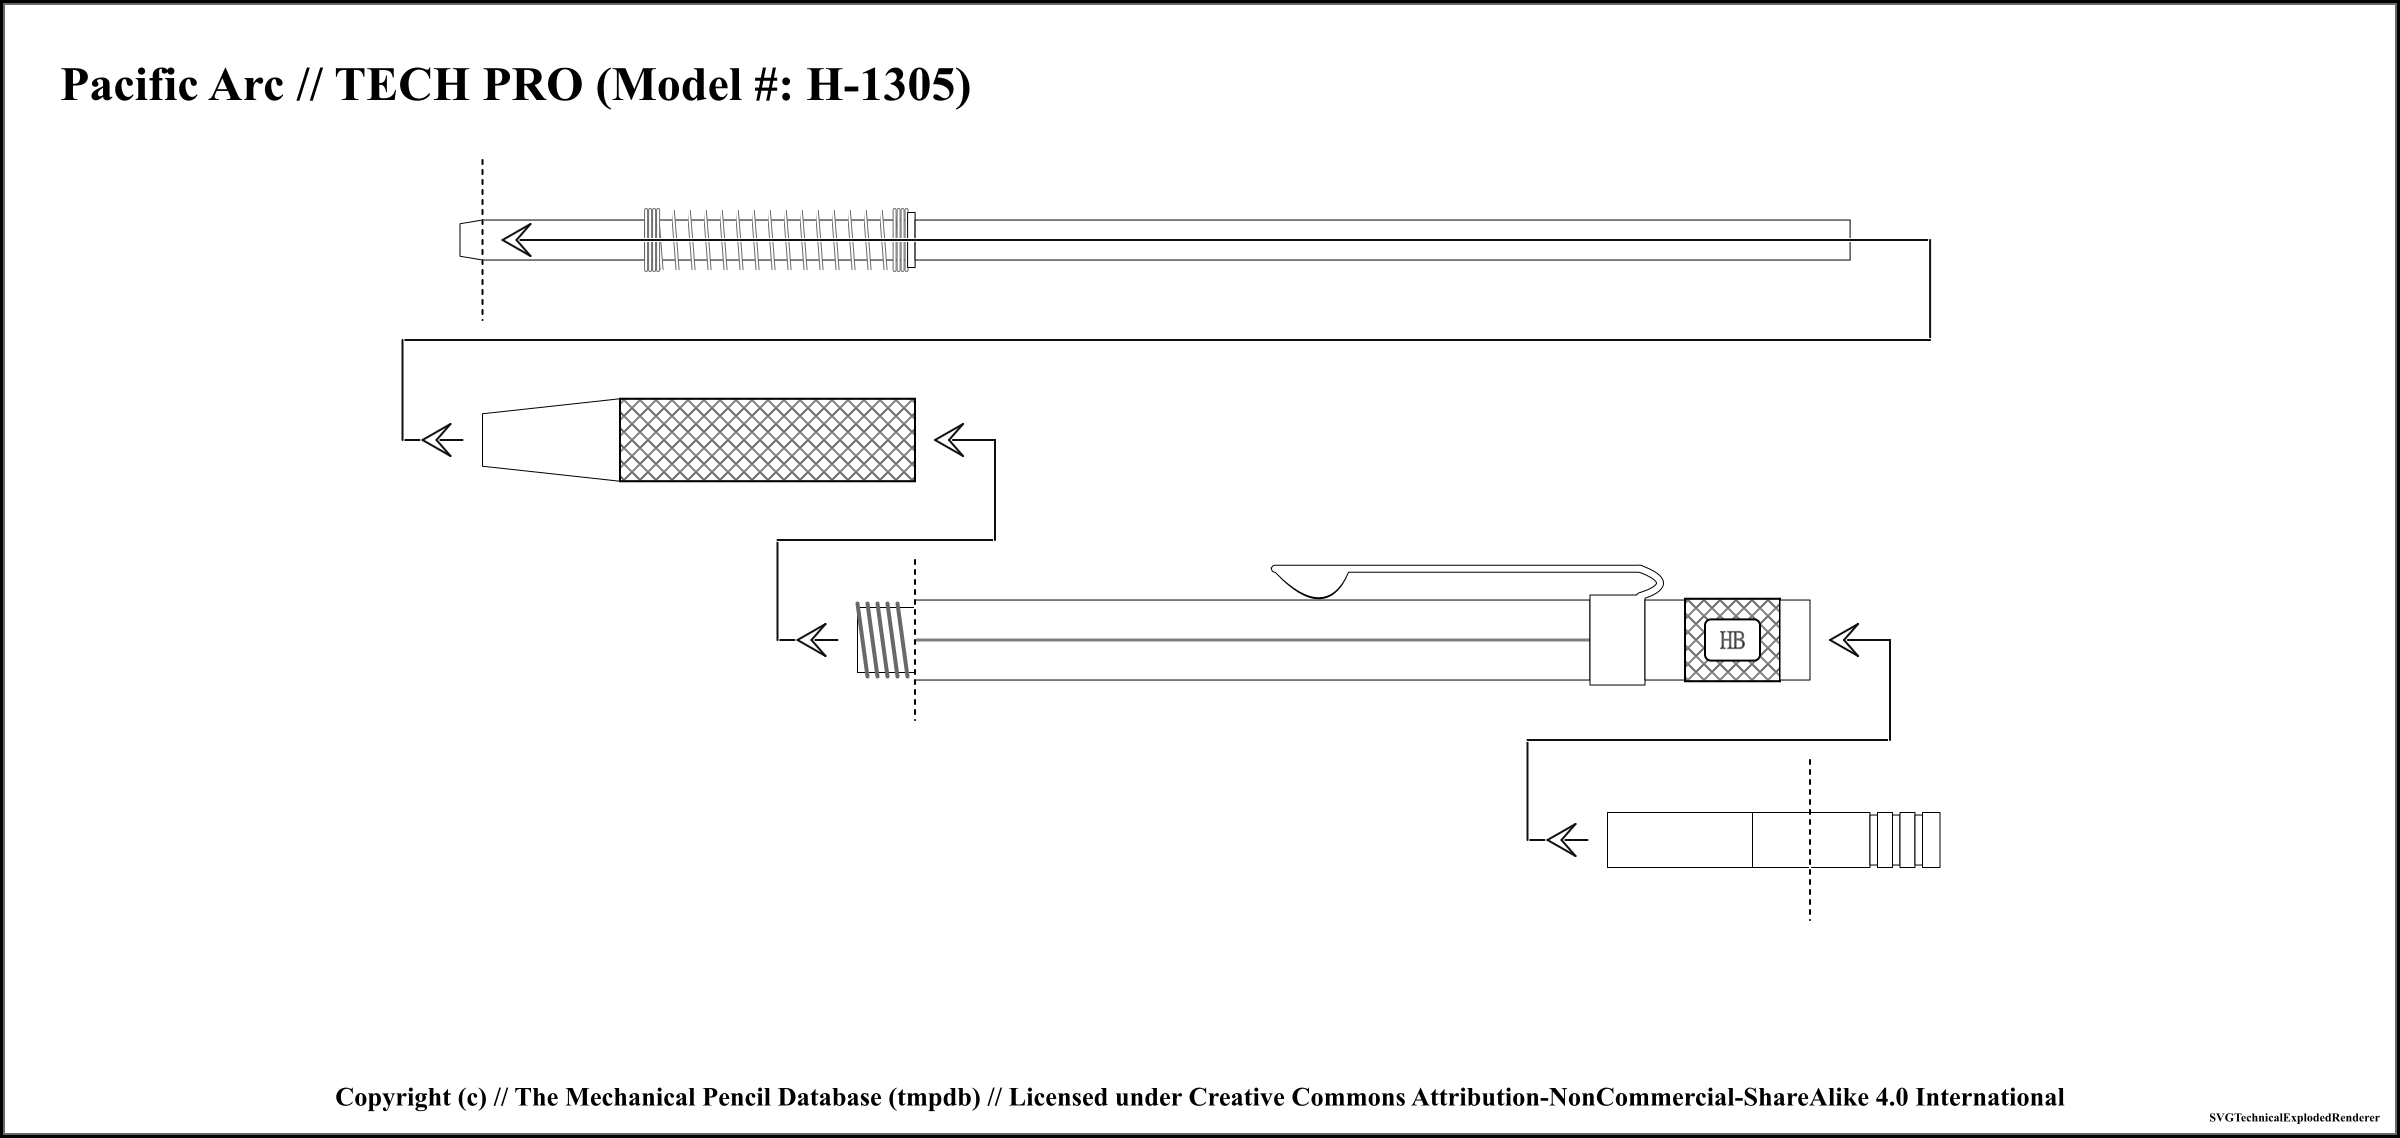 Pacific Arc // TECH PRO (Model #: H-1305)
HB
Copyright (c) // The Mechanical Pencil Database (tmpdb) // Licensed under Creative Commons Attribution-NonCommercial-ShareAlike 4.0 International
SVGTechnicalExplodedRenderer